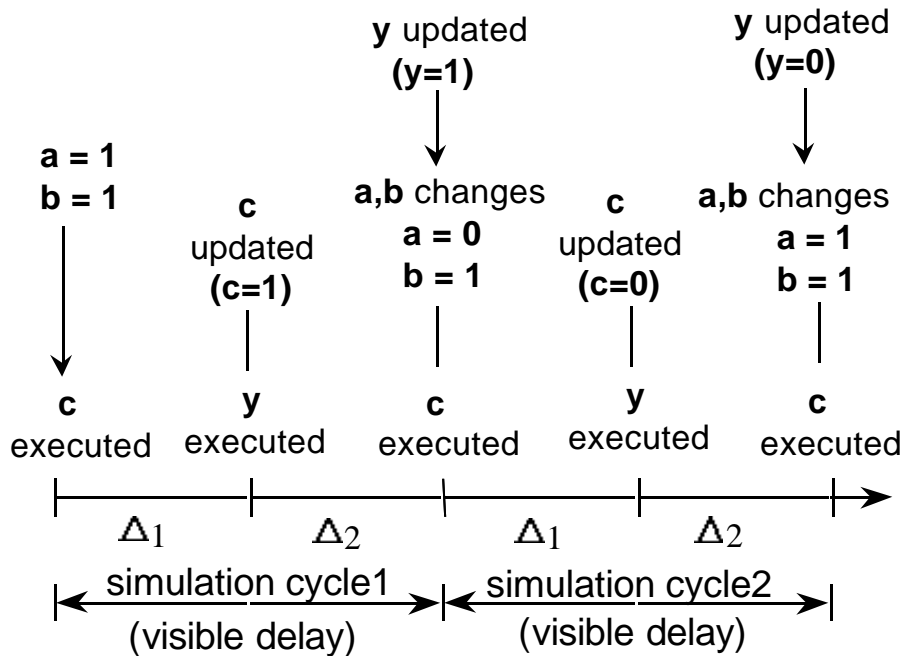 a = 1
b = 1
c
executed
c
updated
(c=1)
y
executed
y updated
(y=1)
a,b changes
a = 0
b = 1
c
executed
c
updated
(c=0)
y
executed
y updated
(y=0)
a,b changes
a = 1
b = 1
c
executed
Δ1
Δ2
Δ1
Δ2
simulation cycle1
(visible delay)
simulation cycle2
(visible delay)